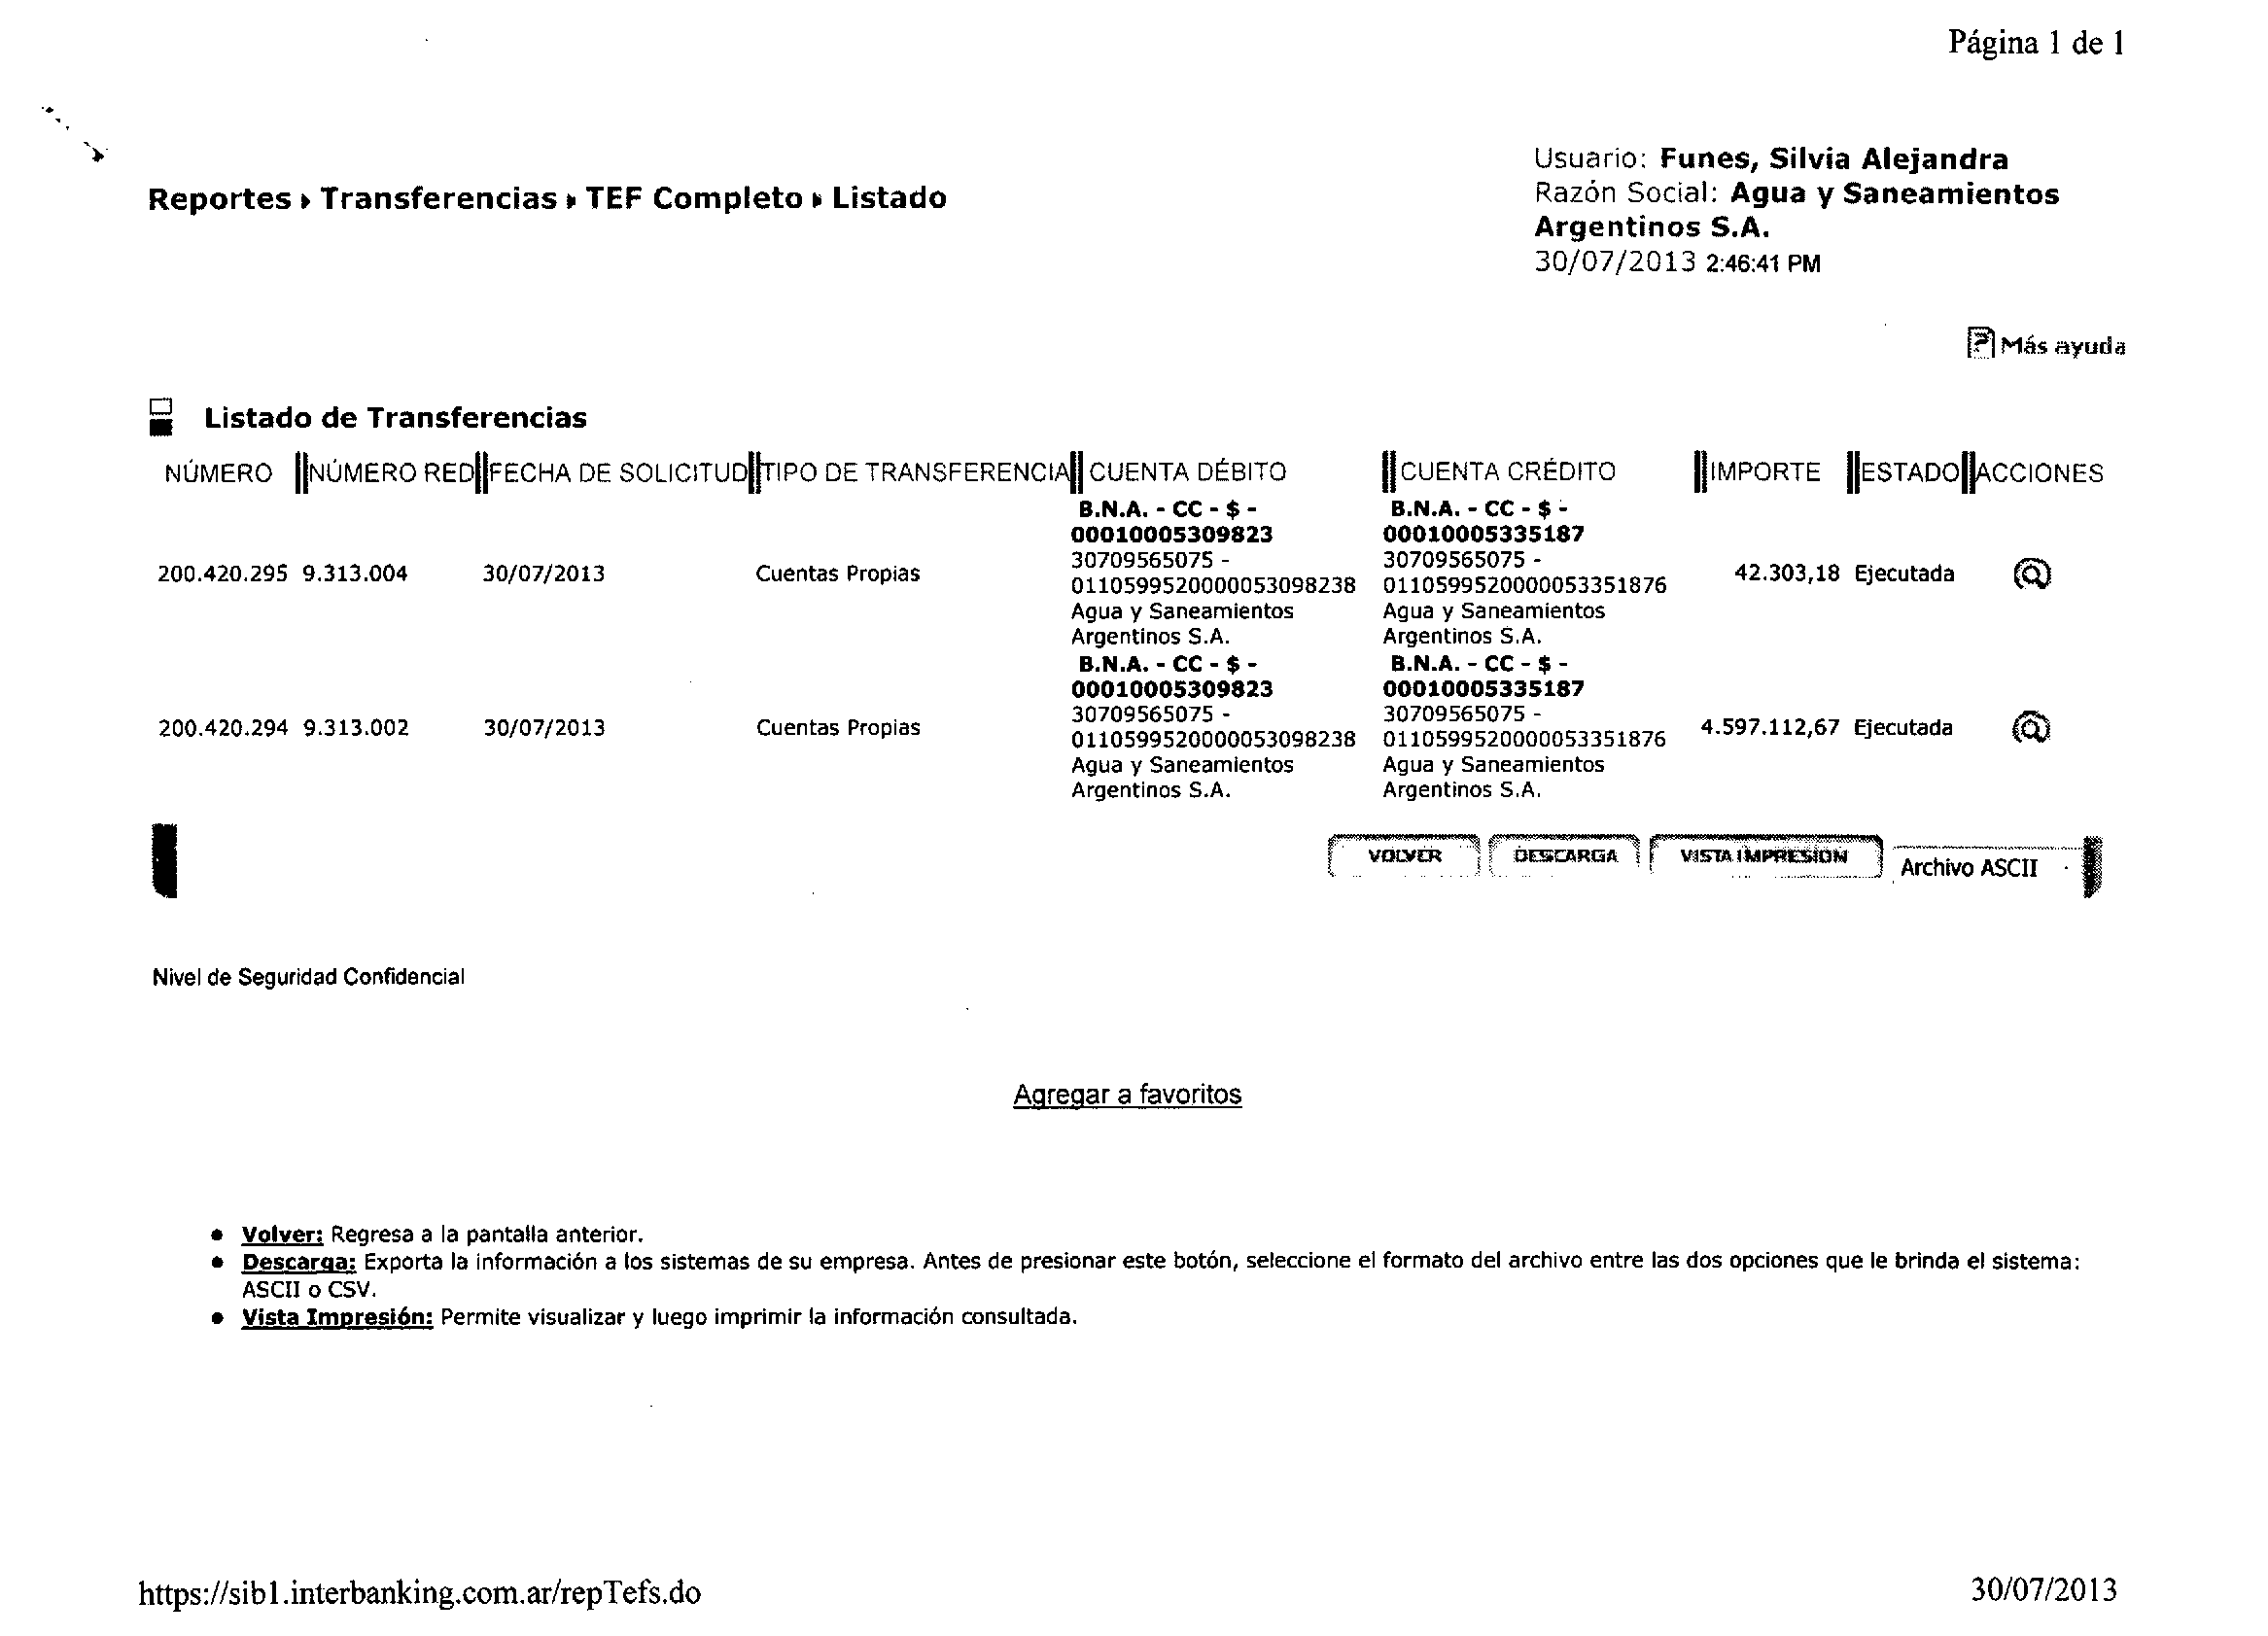 Página 1 de 1
Usuario: Funes, Silvia Alejandra
Razón Social: Agua y Saneamientos
Argentinos S.A.
30/07/2013 2:46:41 PM
Reportes Transferencias TEF Completo Listado
Más ayuda
Listado de Transferencias
NÚMERO NÚMERO RED FECHA DE SOLICITUD TIPO DE TRANSFERENCIA CUENTA DÉBITO CUENTA CRÉDITO IMPORTE ESTADO ACCIONES
B.N.A. - CC - $ - B.N.A. - CC - $ -
00010005309823 00010005335187
30709565075 - 30709565075 -
200.420.295 9.313.004 30/07/2013 Cuentas Propias 42.303,18 Ejecutada
0110599520000053098238 0110599520000053351876
Agua y Saneamientos Agua y Saneamientos
Argentinos S.A. Argentinos S.A.
B.N.A. - CC - $ - B.N.A. - CC - $ -
00010005309823 00010005335187
30709565075 - 30709565075 -
200.420.294 9.313.002 30/07/2013 Cuentas Propias 4.597.112,67 Ejecutada
0110599520000053098238 0110599520000053351876
Agua y Saneamientos Agua y Saneamientos
Argentinos S.A. Argentinos S.A.
VOLVER DESCARGA VISTA IMPRESION Archivo ASCII
Nivel de Seguridad Confidencial
Agregar a favoritos
• Volver: Regresa a la pantalla anterior.
• Descarga: Exporta la información a los sistemas de su empresa. Antes de presionar este botón, seleccione el formato del archivo entre las dos opciones que le brinda el sistema:
ASCII o CSV.
• Vista Impresión: Permite visualizar y luego imprimir la información consultada.
https://sib1.interbanking.com.ar/repTefs.do 30/07/2013